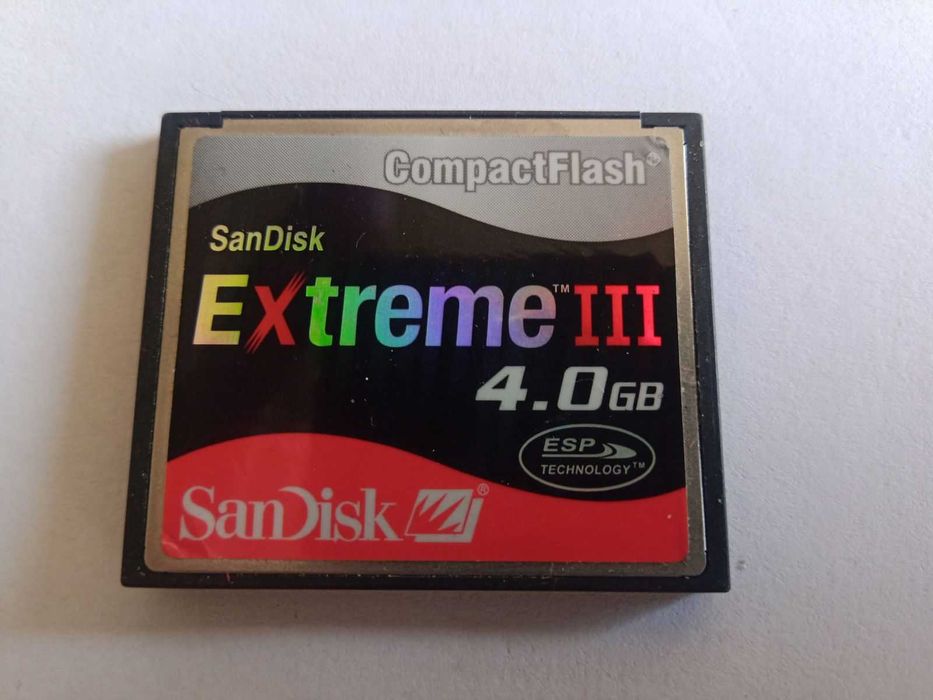 CompactFlash®
SanDisk
Extreme™ III
4.0GB
ESP
TECHNOLOGY™
SanDisk®